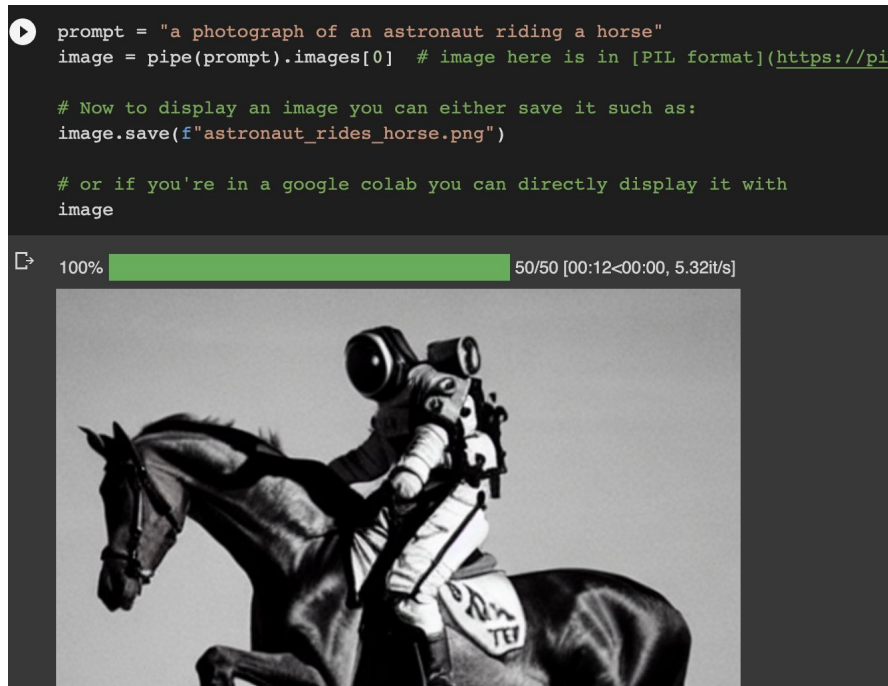 prompt = "a photograph of an astronaut riding a horse"
image = pipe(prompt).images[0]  # image here is in [PIL format](https://pi
# Now to display an image you can either save it such as:
image.save(f"astronaut_rides_horse.png")
# or if you're in a google colab you can directly display it with
image
100% 50/50 [00:12<00:00, 5.32it/s]